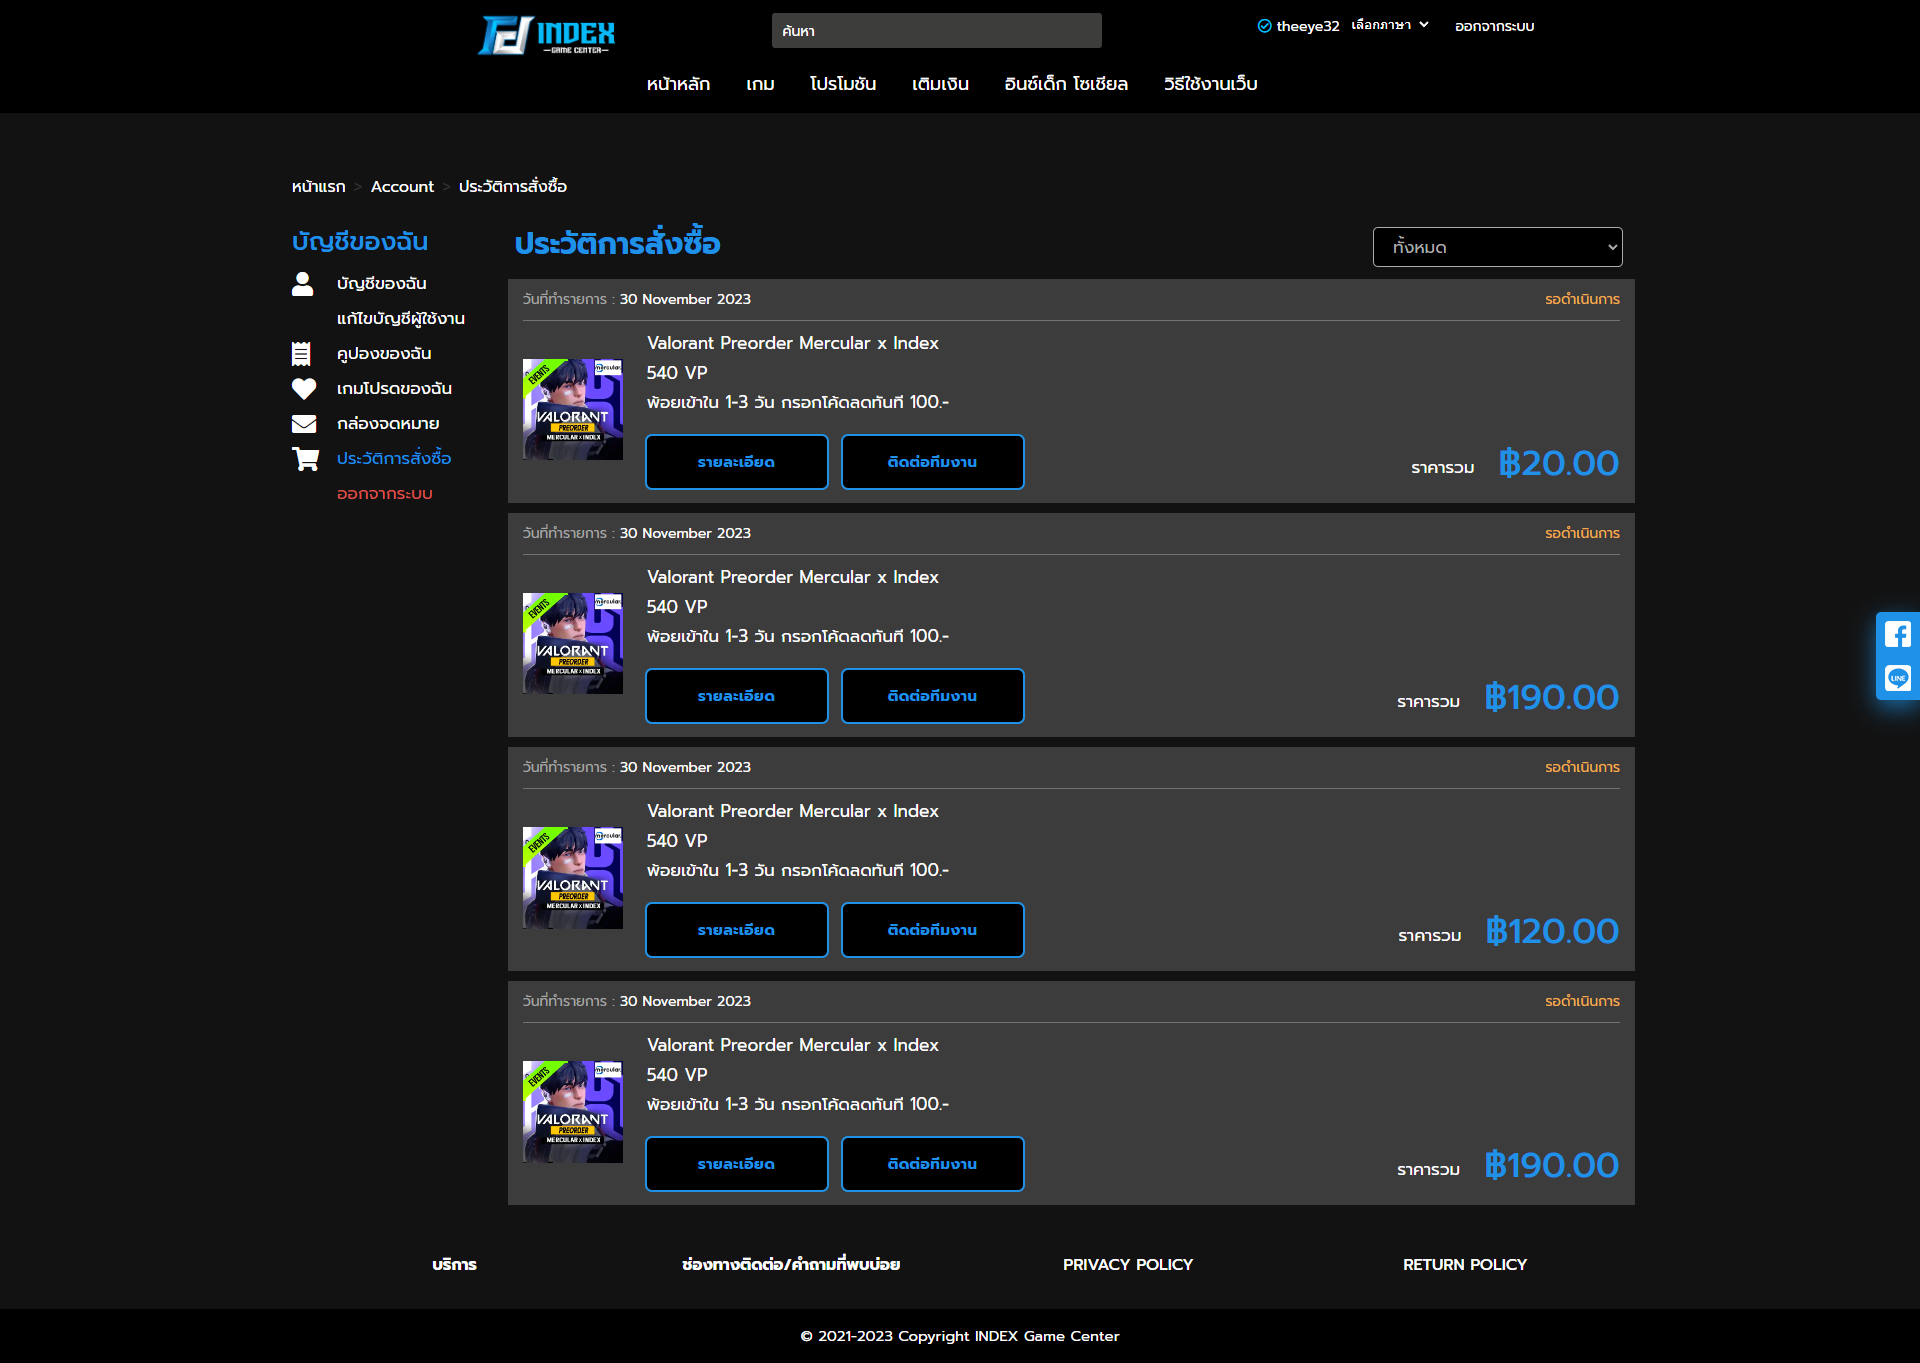 INDEX
GAME CENTER
ค้นหา
theeye32
เลือกภาษา
ออกจากระบบ
หน้าหลัก
เกม
โปรโมชัน
เติมเงิน
อินซ์เด็ก โซเชียล
วิธีใช้งานเว็บ
หน้าแรก > Account > ประวัติการสั่งซื้อ
บัญชีของฉัน
บัญชีของฉัน
แก้ไขบัญชีผู้ใช้งาน
คูปองของฉัน
เกมโปรดของฉัน
กล่องจดหมาย
ประวัติการสั่งซื้อ
ออกจากระบบ
ประวัติการสั่งซื้อ
ทั้งหมด
วันที่ทำรายการ : 30 November 2023
รอดำเนินการ
EVENTS
mercular.
VALORANT
PREORDER
MERCULAR x INDEX
Valorant Preorder Mercular x Index
540 VP
พ้อยเข้าใน 1-3 วัน กรอกโค้ดลดทันที 100.-
รายละเอียด
ติดต่อทีมงาน
ราคารวม ฿20.00
วันที่ทำรายการ : 30 November 2023
รอดำเนินการ
EVENTS
mercular.
VALORANT
PREORDER
MERCULAR x INDEX
Valorant Preorder Mercular x Index
540 VP
พ้อยเข้าใน 1-3 วัน กรอกโค้ดลดทันที 100.-
รายละเอียด
ติดต่อทีมงาน
ราคารวม ฿190.00
วันที่ทำรายการ : 30 November 2023
รอดำเนินการ
EVENTS
mercular.
VALORANT
PREORDER
MERCULAR x INDEX
Valorant Preorder Mercular x Index
540 VP
พ้อยเข้าใน 1-3 วัน กรอกโค้ดลดทันที 100.-
รายละเอียด
ติดต่อทีมงาน
ราคารวม ฿120.00
วันที่ทำรายการ : 30 November 2023
รอดำเนินการ
EVENTS
mercular.
VALORANT
PREORDER
MERCULAR x INDEX
Valorant Preorder Mercular x Index
540 VP
พ้อยเข้าใน 1-3 วัน กรอกโค้ดลดทันที 100.-
รายละเอียด
ติดต่อทีมงาน
ราคารวม ฿190.00
LINE
บริการ
ช่องทางติดต่อ/คำถามที่พบบ่อย
PRIVACY POLICY
RETURN POLICY
© 2021-2023 Copyright INDEX Game Center